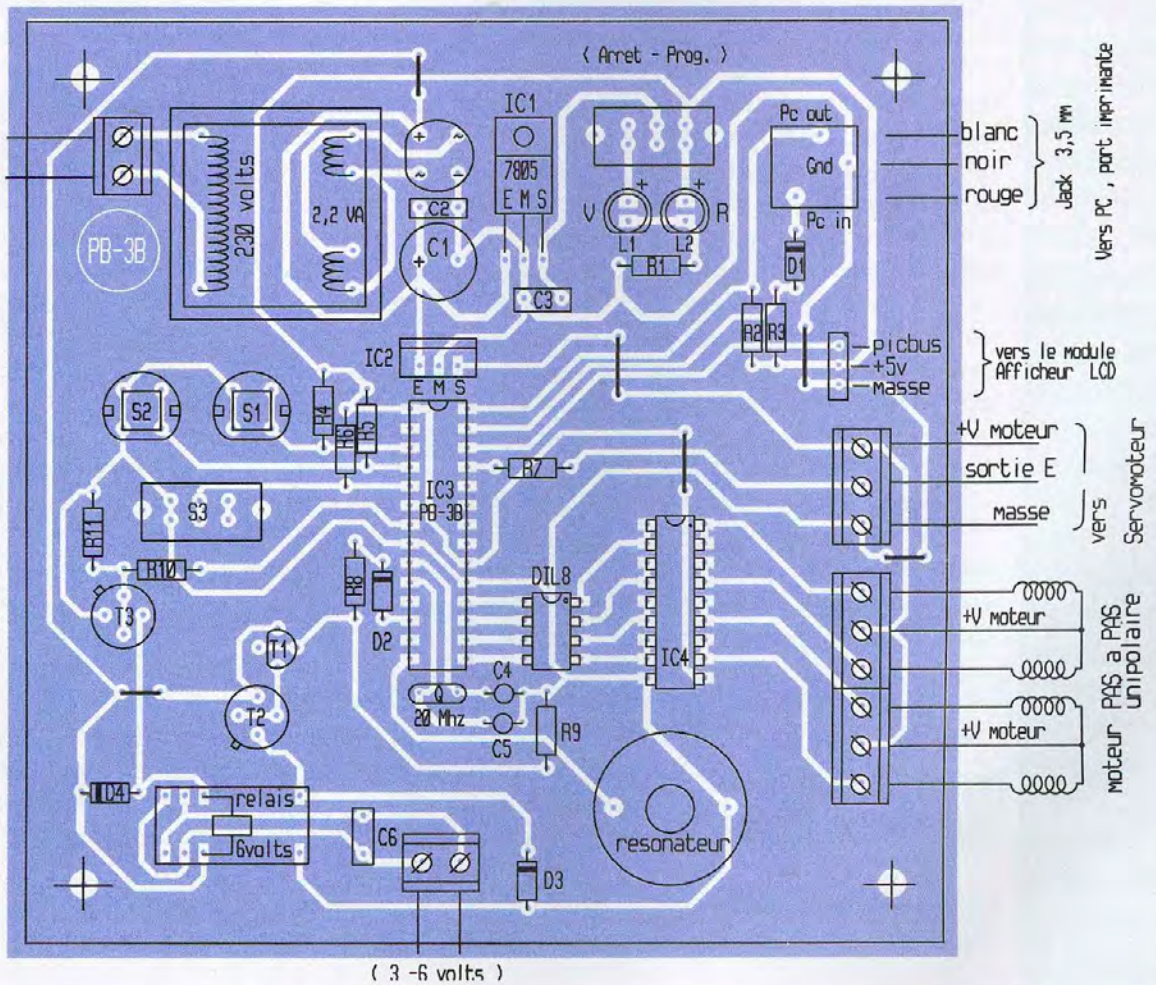 ( Arret - Prog. )
IC1
7805
E M S
230 volts
2,2 VA
+
~
+
~
-
C2
C1
+
PB-3B
C3
V
+
R
+
L1
L2
R1
Pc out
Gnd
Pc in
D1
blanc
noir
rouge
Jack 3,5 mm
Vers PC , port imprimante
R2
R3
picbus
+5v
masse
vers le module
Afficheur LCD
IC2
E M S
S2
S1
R4
R6
R5
IC3
PB-3B
R7
+V moteur
sortie E
masse
vers
Servomoteur
S3
R11
R10
T3
R8
D2
DIL8
IC4
+V moteur
+V moteur
moteur PAS a PAS
unipolaire
T1
T2
Q
20 Mhz
C4
C5
R9
D4
relais
6volts
C6
D3
resonateur
( 3 -6 volts )